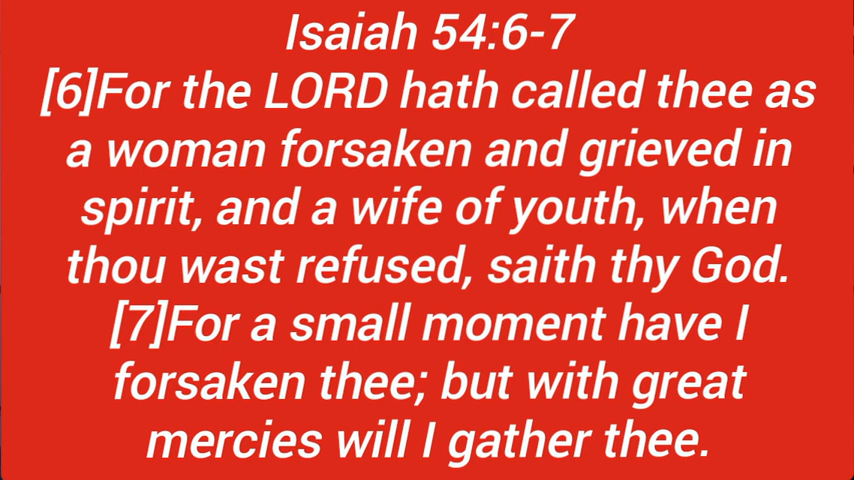 Isaiah 54:6-7
[6]For the LORD hath called thee as
a woman forsaken and grieved in
spirit, and a wife of youth, when
thou wast refused, saith thy God.
[7]For a small moment have I
forsaken thee; but with great
mercies will I gather thee.